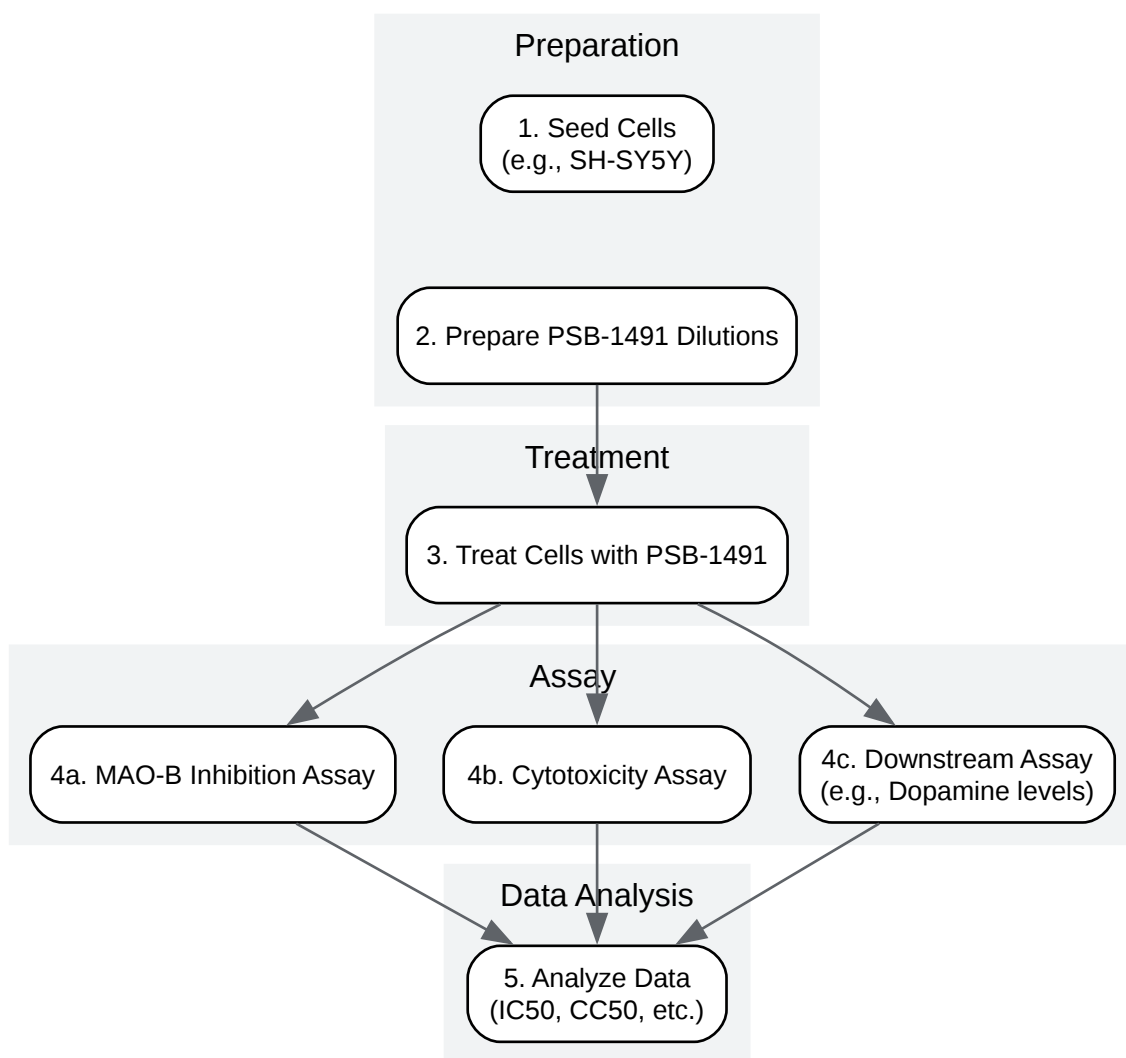 Preparation
1. Seed Cells
(e.g., SH-SY5Y)
2. Prepare PSB-1491 Dilutions
Treatment
3. Treat Cells with PSB-1491
Assay
4a. MAO-B Inhibition Assay
4b. Cytotoxicity Assay
4c. Downstream Assay
(e.g., Dopamine levels)
Data Analysis
5. Analyze Data
(IC50, CC50, etc.)